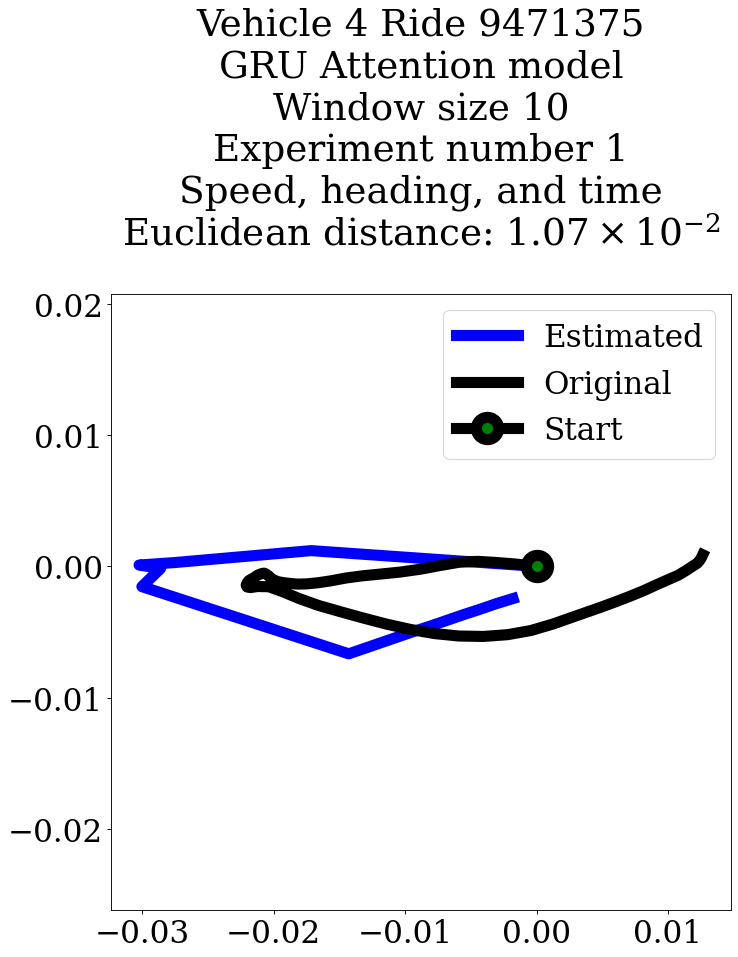 Vehicle 4 Ride 9471375
GRU Attention model
Window size 10
Experiment number 1
Speed, heading, and time
Euclidean distance: 1.07 × 10⁻²
Estimated
Original
Start
0.02
0.01
0.00
−0.01
−0.02
−0.03 −0.02 −0.01 0.00 0.01